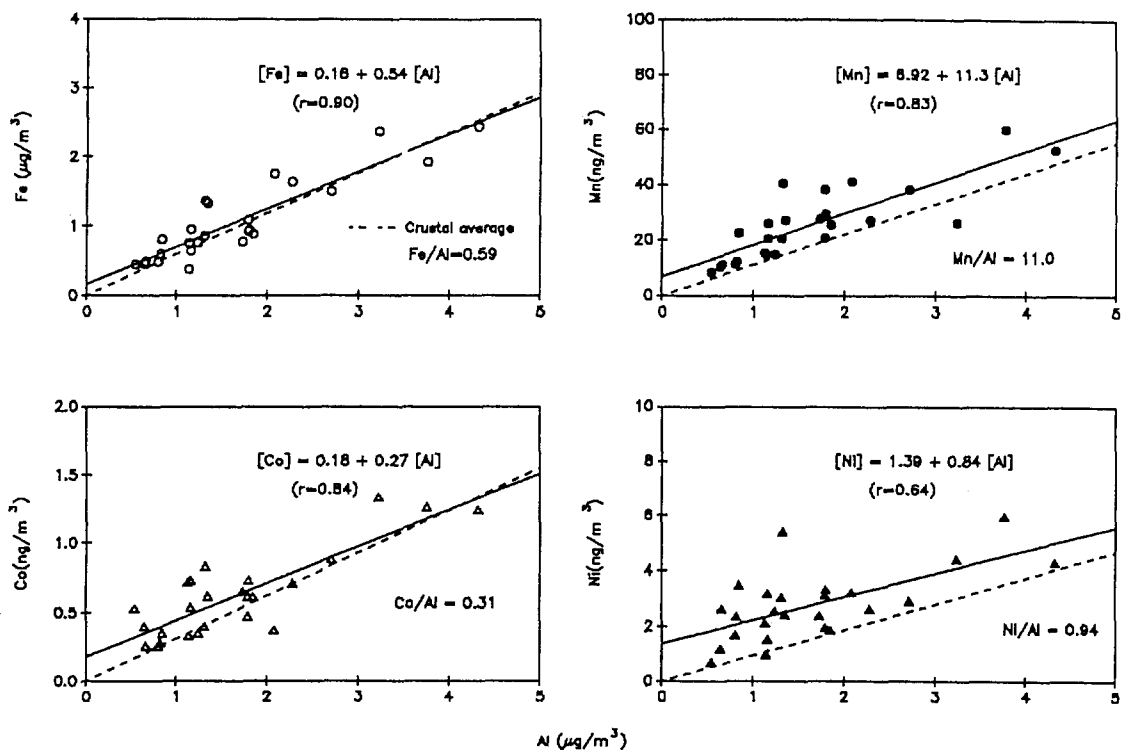 4
3
2
1
0
Fe (μg/m³)
[Fe] = 0.16 + 0.54 [Al]
(r=0.90)
Crustal average
Fe/Al=0.59
0 1 2 3 4 5
100
80
60
40
20
0
Mn(ng/m³)
[Mn] = 6.92 + 11.3 [Al]
(r=0.83)
Mn/Al = 11.0
0 1 2 3 4 5
2.0
1.5
1.0
0.5
0.0
Co(ng/m³)
[Co] = 0.18 + 0.27 [Al]
(r=0.84)
Co/Al = 0.31
0 1 2 3 4 5
10
8
6
4
2
0
Ni(ng/m³)
[Ni] = 1.39 + 0.84 [Al]
(r=0.64)
Ni/Al = 0.94
0 1 2 3 4 5
Al (μg/m³)